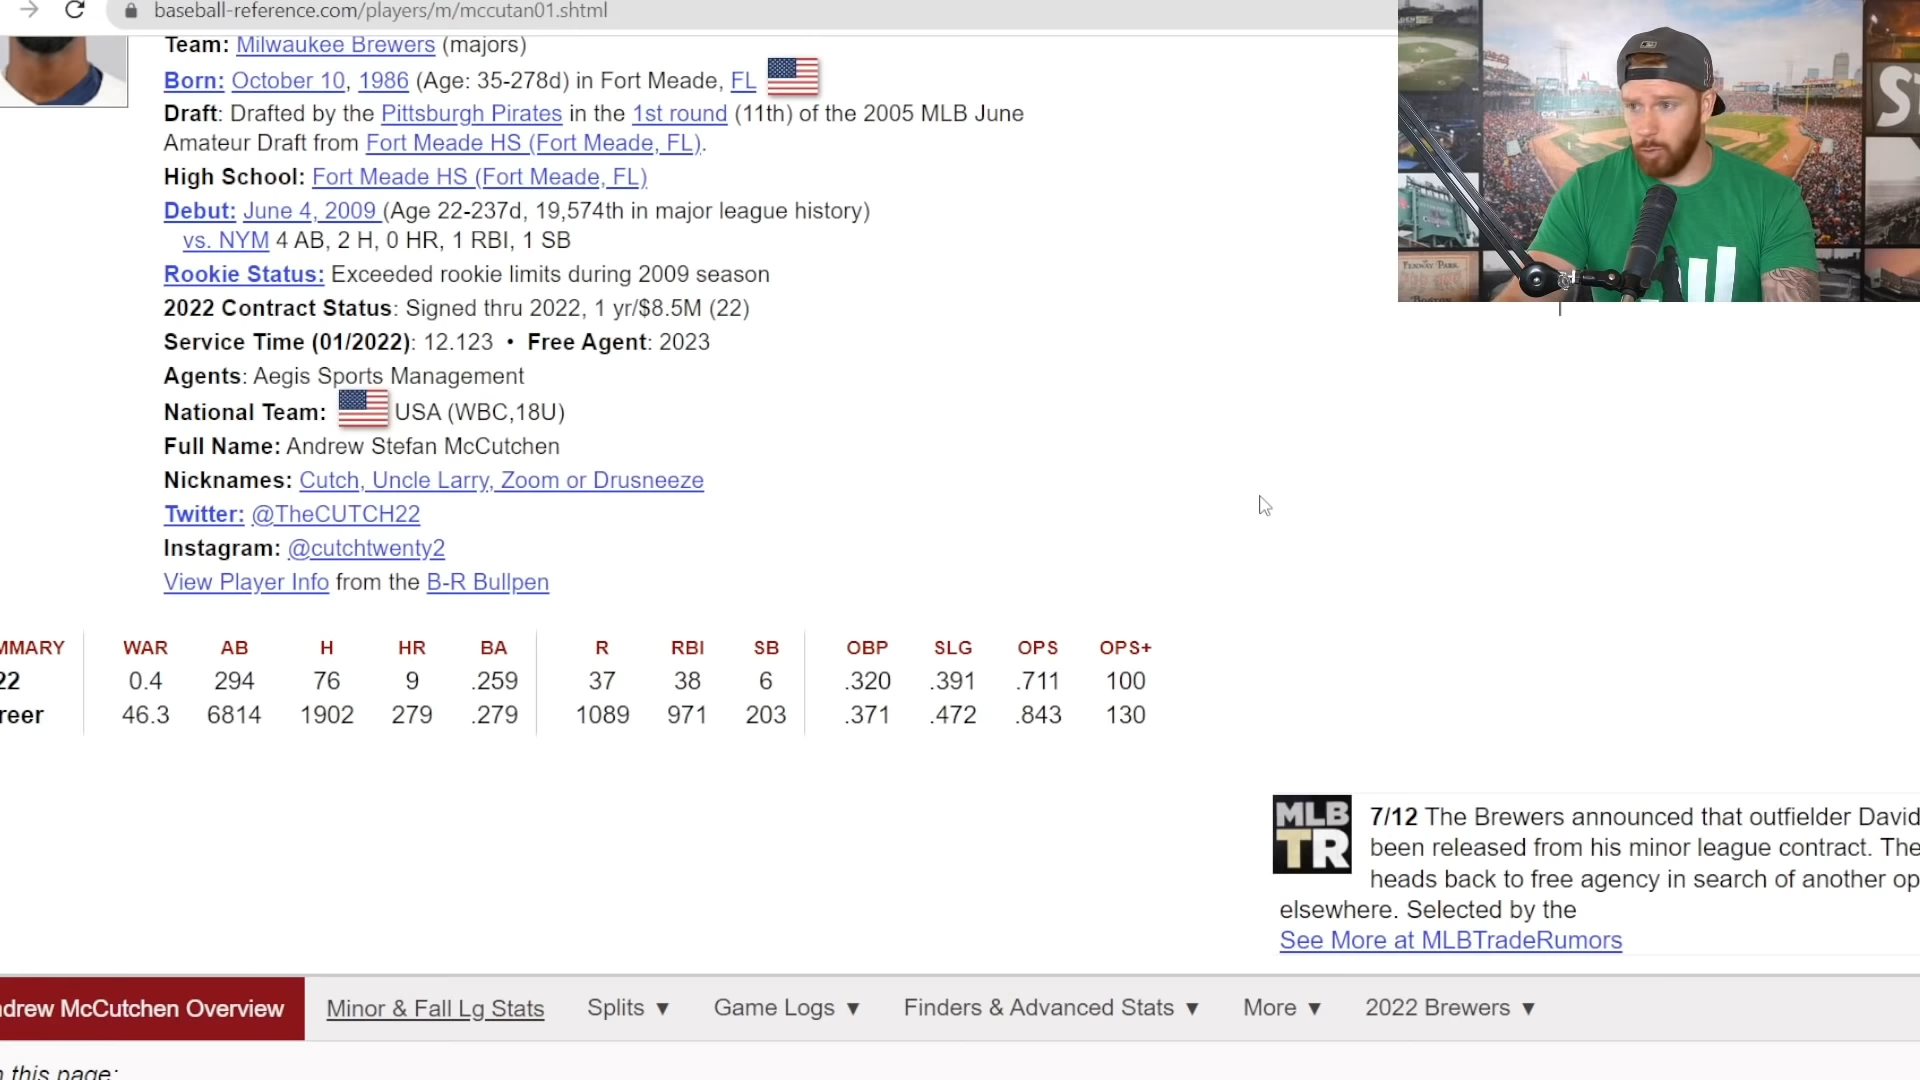 baseball-reference.com/players/m/mccutan01.shtml
Team: Milwaukee Brewers (majors)
Born: October 10, 1986 (Age: 35-278d) in Fort Meade, FL
Draft: Drafted by the Pittsburgh Pirates in the 1st round (11th) of the 2005 MLB June
Amateur Draft from Fort Meade HS (Fort Meade, FL).
High School: Fort Meade HS (Fort Meade, FL)
Debut: June 4, 2009 (Age 22-237d, 19,574th in major league history)
vs. NYM 4 AB, 2 H, 0 HR, 1 RBI, 1 SB
Rookie Status: Exceeded rookie limits during 2009 season
2022 Contract Status: Signed thru 2022, 1 yr/$8.5M (22)
Service Time (01/2022): 12.123 • Free Agent: 2023
Agents: Aegis Sports Management
National Team: USA (WBC,18U)
Full Name: Andrew Stefan McCutchen
Nicknames: Cutch, Uncle Larry, Zoom or Drusneeze
Twitter: @TheCUTCH22
Instagram: @cutchtwenty2
View Player Info from the B-R Bullpen
MMARY WAR AB H HR BA R RBI SB OBP SLG OPS OPS+
22 0.4 294 76 9 .259 37 38 6 .320 .391 .711 100
reer 46.3 6814 1902 279 .279 1089 971 203 .371 .472 .843 130
MLB
TR
7/12 The Brewers announced that outfielder David
been released from his minor league contract. The
heads back to free agency in search of another op
elsewhere. Selected by the
See More at MLBTradeRumors
drew McCutchen Overview Minor & Fall Lg Stats Splits ▼ Game Logs ▼ Finders & Advanced Stats ▼ More ▼ 2022 Brewers ▼
n this page:
ST
FENWAY PARK
BOSTON